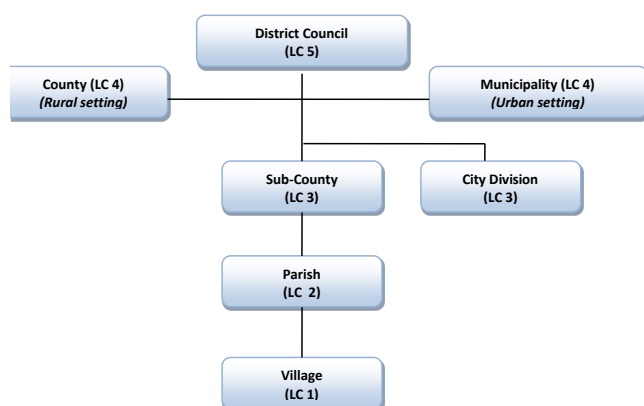 District Council
(LC 5)
County (LC 4)
(Rural setting)
Municipality (LC 4)
(Urban setting)
Sub-County
(LC 3)
City Division
(LC 3)
Parish
(LC 2)
Village
(LC 1)